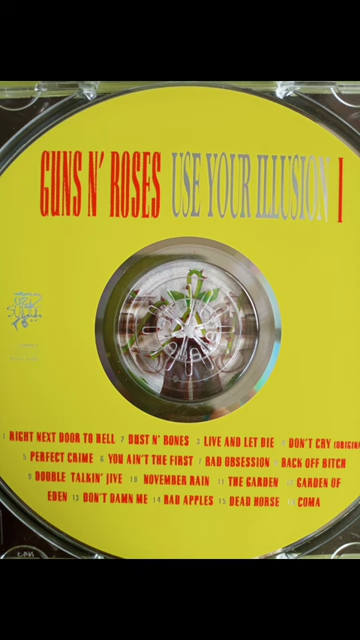 GUNS N' ROSES USE YOUR ILLUSION I
1 RIGHT NEXT DOOR TO HELL 2 DUST N' BONES 3 LIVE AND LET DIE 4 DON'T CRY (ORIGIN
5 PERFECT CRIME 6 YOU AIN'T THE FIRST 7 BAD OBSESSION 8 BACK OFF BITCH
9 DOUBLE TALKIN' JIVE 10 NOVEMBER RAIN 11 THE GARDEN 12 GARDEN OF
EDEN 13 DON'T DAMN ME 14 BAD APPLES 15 DEAD HORSE 16 COMA